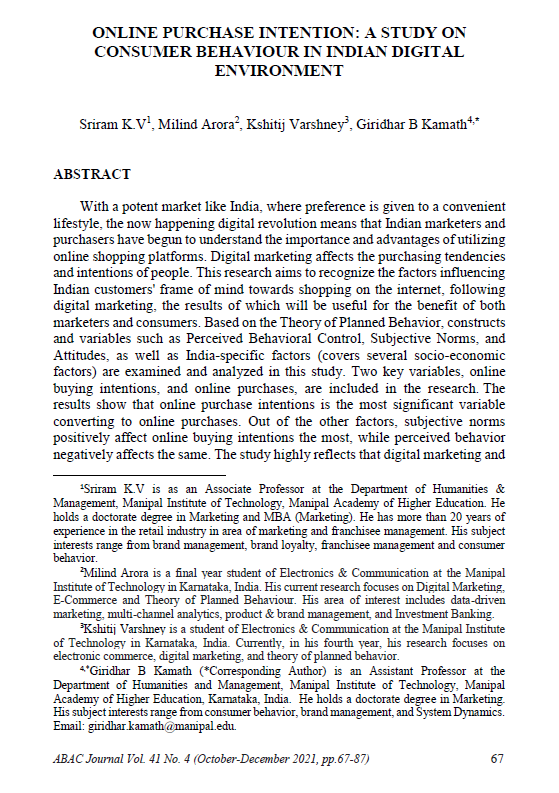 ONLINE PURCHASE INTENTION: A STUDY ON
CONSUMER BEHAVIOUR IN INDIAN DIGITAL
ENVIRONMENT
Sriram K.V1, Milind Arora2, Kshitij Varshney3, Giridhar B Kamath4,*
ABSTRACT
With a potent market like India, where preference is given to a convenient
lifestyle, the now happening digital revolution means that Indian marketers and
purchasers have begun to understand the importance and advantages of utilizing
online shopping platforms. Digital marketing affects the purchasing tendencies
and intentions of people. This research aims to recognize the factors influencing
Indian customers' frame of mind towards shopping on the internet, following
digital marketing, the results of which will be useful for the benefit of both
marketers and consumers. Based on the Theory of Planned Behavior, constructs
and variables such as Perceived Behavioral Control, Subjective Norms, and
Attitudes, as well as India-specific factors (covers several socio-economic
factors) are examined and analyzed in this study. Two key variables, online
buying intentions, and online purchases, are included in the research. The
results show that online purchase intentions is the most significant variable
converting to online purchases. Out of the other factors, subjective norms
positively affect online buying intentions the most, while perceived behavior
negatively affects the same. The study highly reflects that digital marketing and
1Sriram K.V is as an Associate Professor at the Department of Humanities &
Management, Manipal Institute of Technology, Manipal Academy of Higher Education. He
holds a doctorate degree in Marketing and MBA (Marketing). He has more than 20 years of
experience in the retail industry in area of marketing and franchisee management. His subject
interests range from brand management, brand loyalty, franchisee management and consumer
behavior.
2Milind Arora is a final year student of Electronics & Communication at the Manipal
Institute of Technology in Karnataka, India. His current research focuses on Digital Marketing,
E-Commerce and Theory of Planned Behaviour. His area of interest includes data-driven
marketing, multi-channel analytics, product & brand management, and Investment Banking.
3Kshitij Varshney is a student of Electronics & Communication at the Manipal Institute
of Technology in Karnataka, India. Currently, in his fourth year, his research focuses on
electronic commerce, digital marketing, and theory of planned behavior.
4,*Giridhar B Kamath (*Corresponding Author) is an Assistant Professor at the
Department of Humanities and Management, Manipal Institute of Technology, Manipal
Academy of Higher Education, Karnataka, India. He holds a doctorate degree in Marketing.
His subject interests range from consumer behavior, brand management, and System Dynamics.
Email: giridhar.kamath@manipal.edu.
ABAC Journal Vol. 41 No. 4 (October-December 2021, pp.67-87) 67